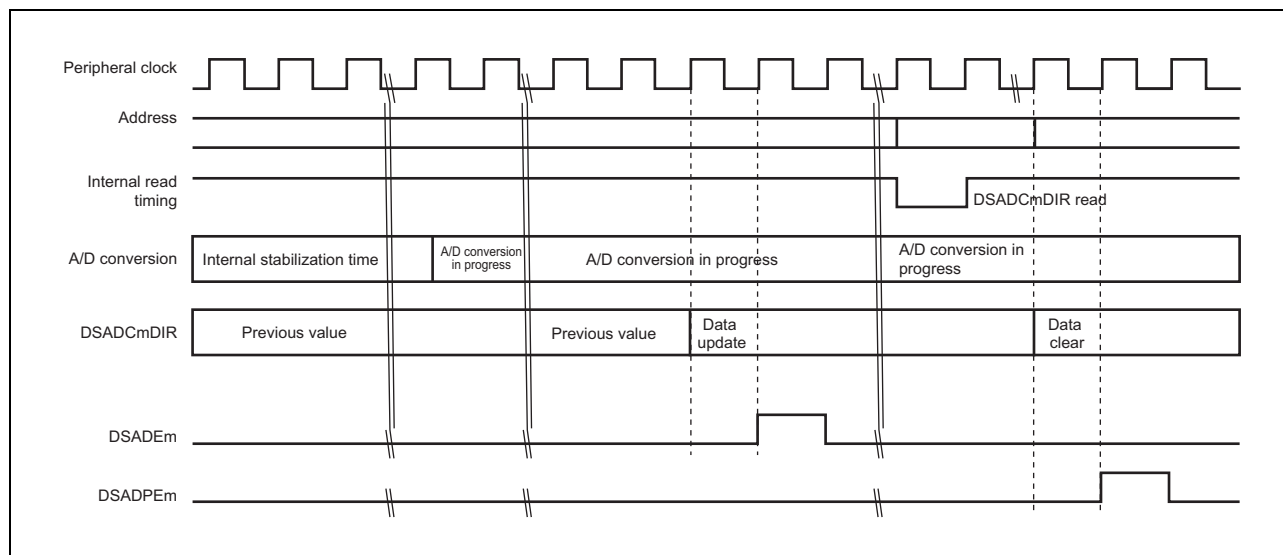 Peripheral clock
Address
Internal read
timing
DSADCmDIR read
A/D conversion
Internal stabilization time
A/D conversion
in progress
A/D conversion in progress
A/D conversion in
progress
DSADCmDIR
Previous value
Previous value
Data
update
Data
clear
DSADEm
DSADPEm